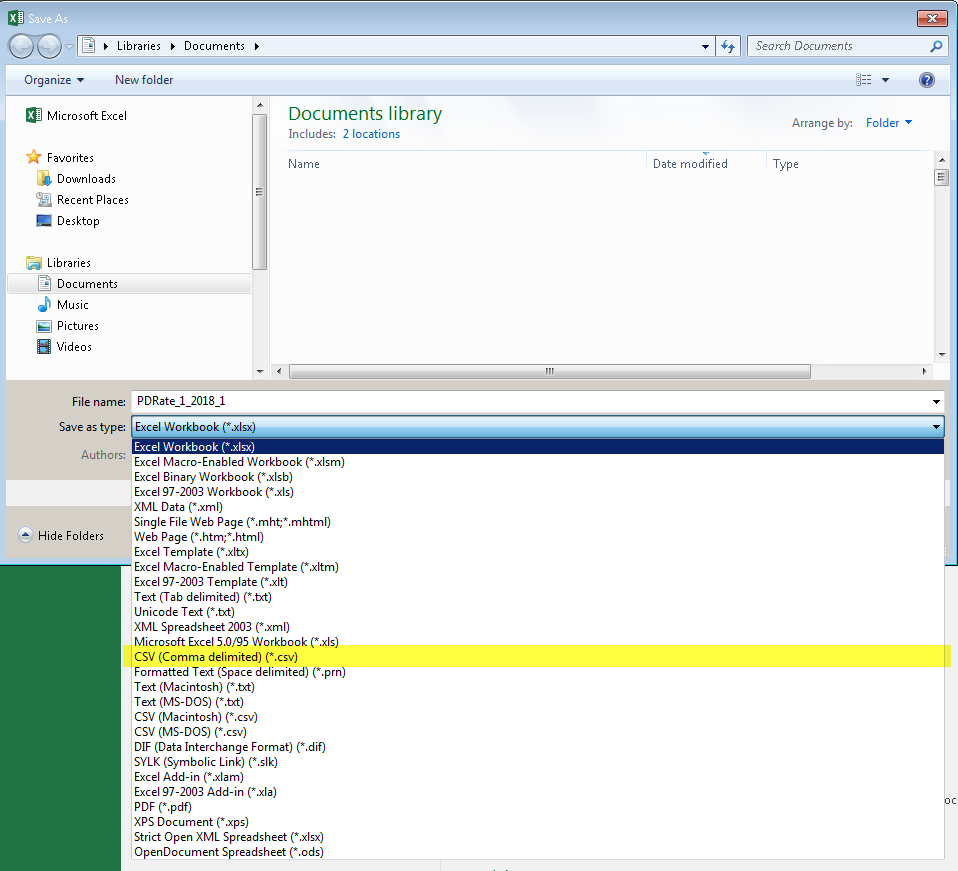 Save As
Libraries Documents
Search Documents
Organize New folder
Microsoft Excel
Favorites
Downloads
Recent Places
Desktop
Libraries
Documents
Music
Pictures
Videos
Documents library
Includes: 2 locations
Arrange by: Folder
Name Date modified Type
File name: PDRate_1_2018_1
Save as type: Excel Workbook (*.xlsx)
Authors:
Hide Folders
Excel Workbook (*.xlsx)
Excel Macro-Enabled Workbook (*.xlsm)
Excel Binary Workbook (*.xlsb)
Excel 97-2003 Workbook (*.xls)
XML Data (*.xml)
Single File Web Page (*.mht;*.mhtml)
Web Page (*.htm;*.html)
Excel Template (*.xltx)
Excel Macro-Enabled Template (*.xltm)
Excel 97-2003 Template (*.xlt)
Text (Tab delimited) (*.txt)
Unicode Text (*.txt)
XML Spreadsheet 2003 (*.xml)
Microsoft Excel 5.0/95 Workbook (*.xls)
CSV (Comma delimited) (*.csv)
Formatted Text (Space delimited) (*.prn)
Text (Macintosh) (*.txt)
Text (MS-DOS) (*.txt)
CSV (Macintosh) (*.csv)
CSV (MS-DOS) (*.csv)
DIF (Data Interchange Format) (*.dif)
SYLK (Symbolic Link) (*.slk)
Excel Add-in (*.xlam)
Excel 97-2003 Add-in (*.xla)
PDF (*.pdf)
XPS Document (*.xps)
Strict Open XML Spreadsheet (*.xlsx)
OpenDocument Spreadsheet (*.ods)
oc